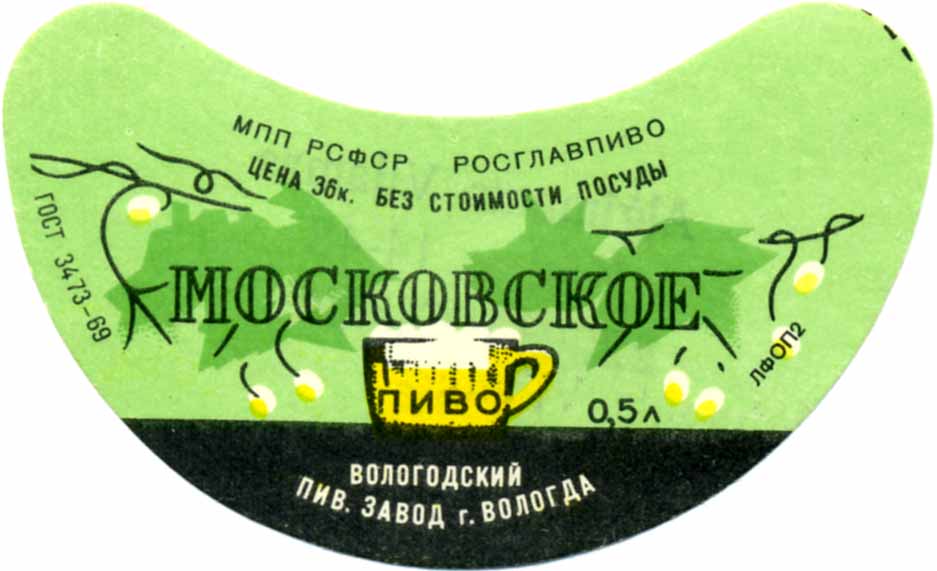 МПП РСФСР РОСГЛАВПИВО
ЦЕНА 36к. БЕЗ СТОИМОСТИ ПОСУДЫ
ГОСТ 3473-69
МОСКОВСКОЕ
ПИВО
0,5л
ЛФОП2
ВОЛОГОДСКИЙ
ПИВ. ЗАВОД г. ВОЛОГДА